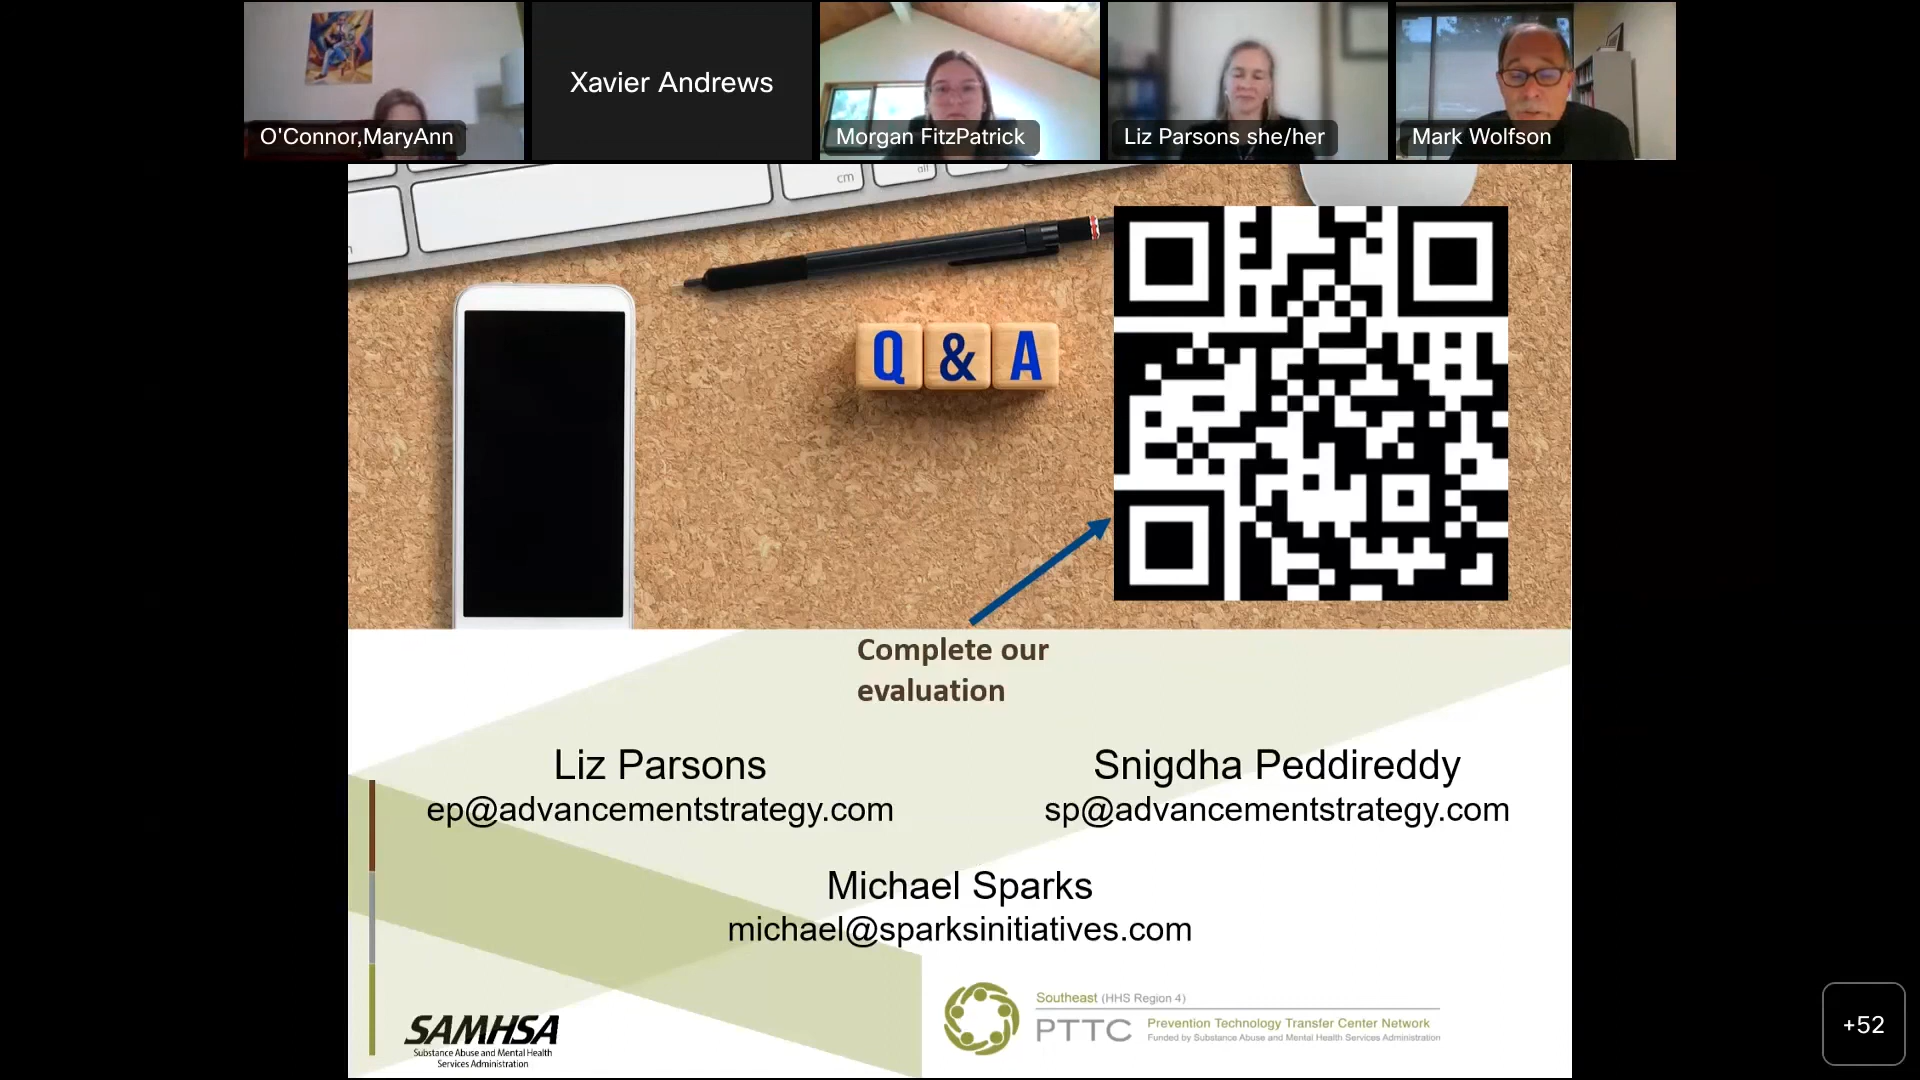 O'Connor,MaryAnn
Xavier Andrews
Morgan FitzPatrick
Liz Parsons she/her
Mark Wolfson
cm
Q & A
Complete our
evaluation
Liz Parsons
ep@advancementstrategy.com
Snigdha Peddireddy
sp@advancementstrategy.com
Michael Sparks
michael@sparksinitiatives.com
SAMHSA
Substance Abuse and Mental Health
Services Administration
Southeast (HHS Region 4)
PTTC
Prevention Technology Transfer Center Network
Funded by Substance Abuse and Mental Health Services Administration
+52